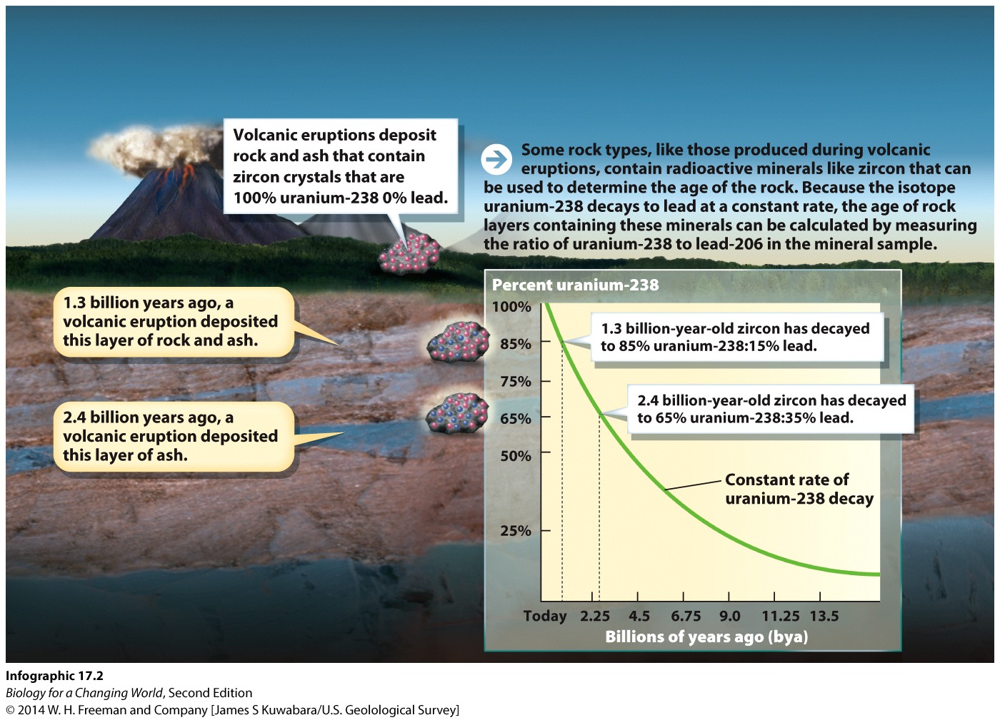 Volcanic eruptions deposit
rock and ash that contain
zircon crystals that are
100% uranium-238 0% lead.
Some rock types, like those produced during volcanic
eruptions, contain radioactive minerals like zircon that can
be used to determine the age of the rock. Because the isotope
uranium-238 decays to lead at a constant rate, the age of rock
layers containing these minerals can be calculated by measuring
the ratio of uranium-238 to lead-206 in the mineral sample.
1.3 billion years ago, a
volcanic eruption deposited
this layer of rock and ash.
2.4 billion years ago, a
volcanic eruption deposited
this layer of ash.
Percent uranium-238
100%
85%
75%
65%
50%
25%
1.3 billion-year-old zircon has decayed
to 85% uranium-238:15% lead.
2.4 billion-year-old zircon has decayed
to 65% uranium-238:35% lead.
Constant rate of
uranium-238 decay
Today 2.25 4.5 6.75 9.0 11.25 13.5
Billions of years ago (bya)
Infographic 17.2
Biology for a Changing World, Second Edition
© 2014 W. H. Freeman and Company [James S Kuwabara/U.S. Geolological Survey]